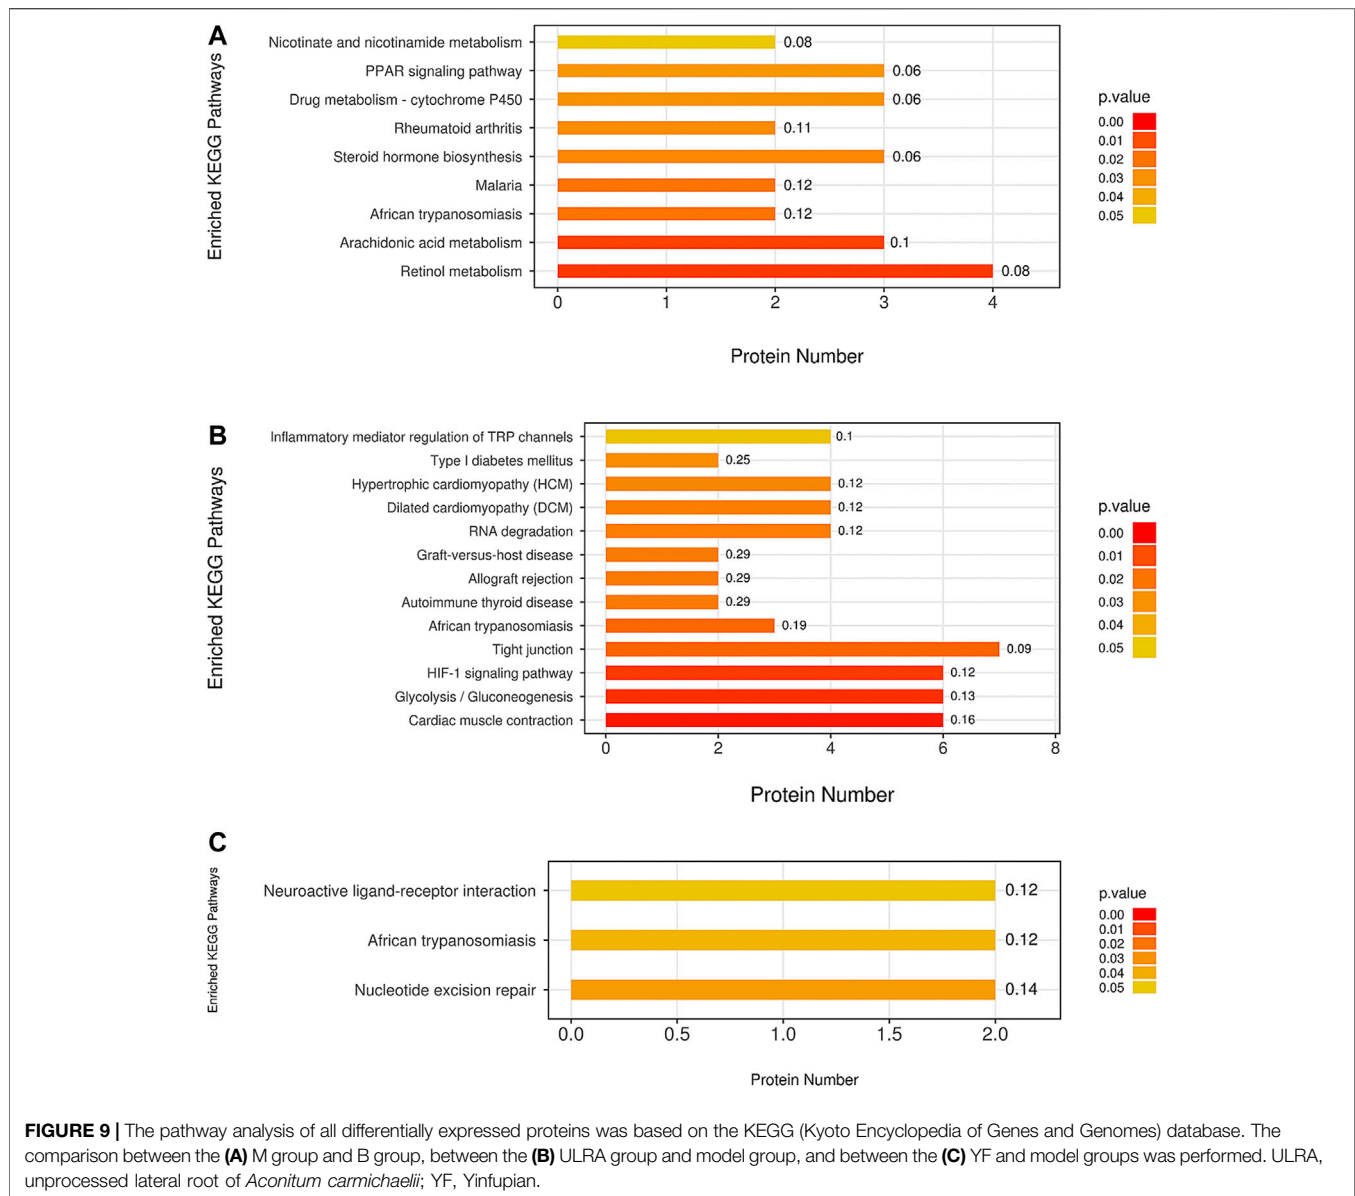 A
Enriched KEGG Pathways
Nicotinate and nicotinamide metabolism
0.08
PPAR signaling pathway
0.06
Drug metabolism - cytochrome P450
0.06
Rheumatoid arthritis
0.11
Steroid hormone biosynthesis
0.06
Malaria
0.12
African trypanosomiasis
0.12
Arachidonic acid metabolism
0.1
Retinol metabolism
0.08
0 1 2 3 4
Protein Number
p.value
0.00
0.01
0.02
0.03
0.04
0.05
B
Enriched KEGG Pathways
Inflammatory mediator regulation of TRP channels
0.1
Type I diabetes mellitus
0.25
Hypertrophic cardiomyopathy (HCM)
0.12
Dilated cardiomyopathy (DCM)
0.12
RNA degradation
0.12
Graft-versus-host disease
0.29
Allograft rejection
0.29
Autoimmune thyroid disease
0.29
African trypanosomiasis
0.19
Tight junction
0.09
HIF-1 signaling pathway
0.12
Glycolysis / Gluconeogenesis
0.13
Cardiac muscle contraction
0.16
0 2 4 6 8
Protein Number
p.value
0.00
0.01
0.02
0.03
0.04
0.05
C
Enriched KEGG Pathways
Neuroactive ligand-receptor interaction
0.12
African trypanosomiasis
0.12
Nucleotide excision repair
0.14
0.0 0.5 1.0 1.5 2.0
Protein Number
p.value
0.00
0.01
0.02
0.03
0.04
0.05
FIGURE 9 | The pathway analysis of all differentially expressed proteins was based on the KEGG (Kyoto Encyclopedia of Genes and Genomes) database. The
comparison between the (A) M group and B group, between the (B) ULRA group and model group, and between the (C) YF and model groups was performed. ULRA,
unprocessed lateral root of Aconitum carmichaelii; YF, Yinfupian.